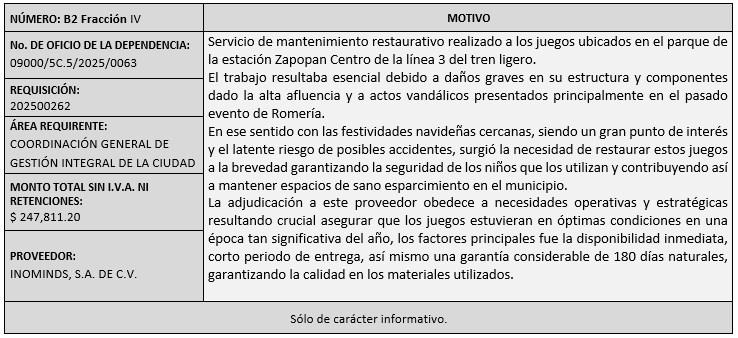 NÚMERO: B2 Fracción IV
MOTIVO
No. DE OFICIO DE LA DEPENDENCIA:
09000/5C.5/2025/0063
REQUISICIÓN:
202500262
ÁREA REQUIRENTE:
COORDINACIÓN GENERAL DE
GESTIÓN INTEGRAL DE LA CIUDAD
MONTO TOTAL SIN I.V.A. NI
RETENCIONES:
$ 247,811.20
PROVEEDOR:
INOMINDS, S.A. DE C.V.
Servicio de mantenimiento restaurativo realizado a los juegos ubicados en el parque de
la estación Zapopan Centro de la línea 3 del tren ligero.
El trabajo resultaba esencial debido a daños graves en su estructura y componentes
dado la alta afluencia y a actos vandálicos presentados principalmente en el pasado
evento de Romería.
En ese sentido con las festividades navideñas cercanas, siendo un gran punto de interés
y el latente riesgo de posibles accidentes, surgió la necesidad de restaurar estos juegos
a la brevedad garantizando la seguridad de los niños que los utilizan y contribuyendo así
a mantener espacios de sano esparcimiento en el municipio.
La adjudicación a este proveedor obedece a necesidades operativas y estratégicas
resultando crucial asegurar que los juegos estuvieran en óptimas condiciones en una
época tan significativa del año, los factores principales fue la disponibilidad inmediata,
corto periodo de entrega, así mismo una garantía considerable de 180 días naturales,
garantizando la calidad en los materiales utilizados.
Sólo de carácter informativo.